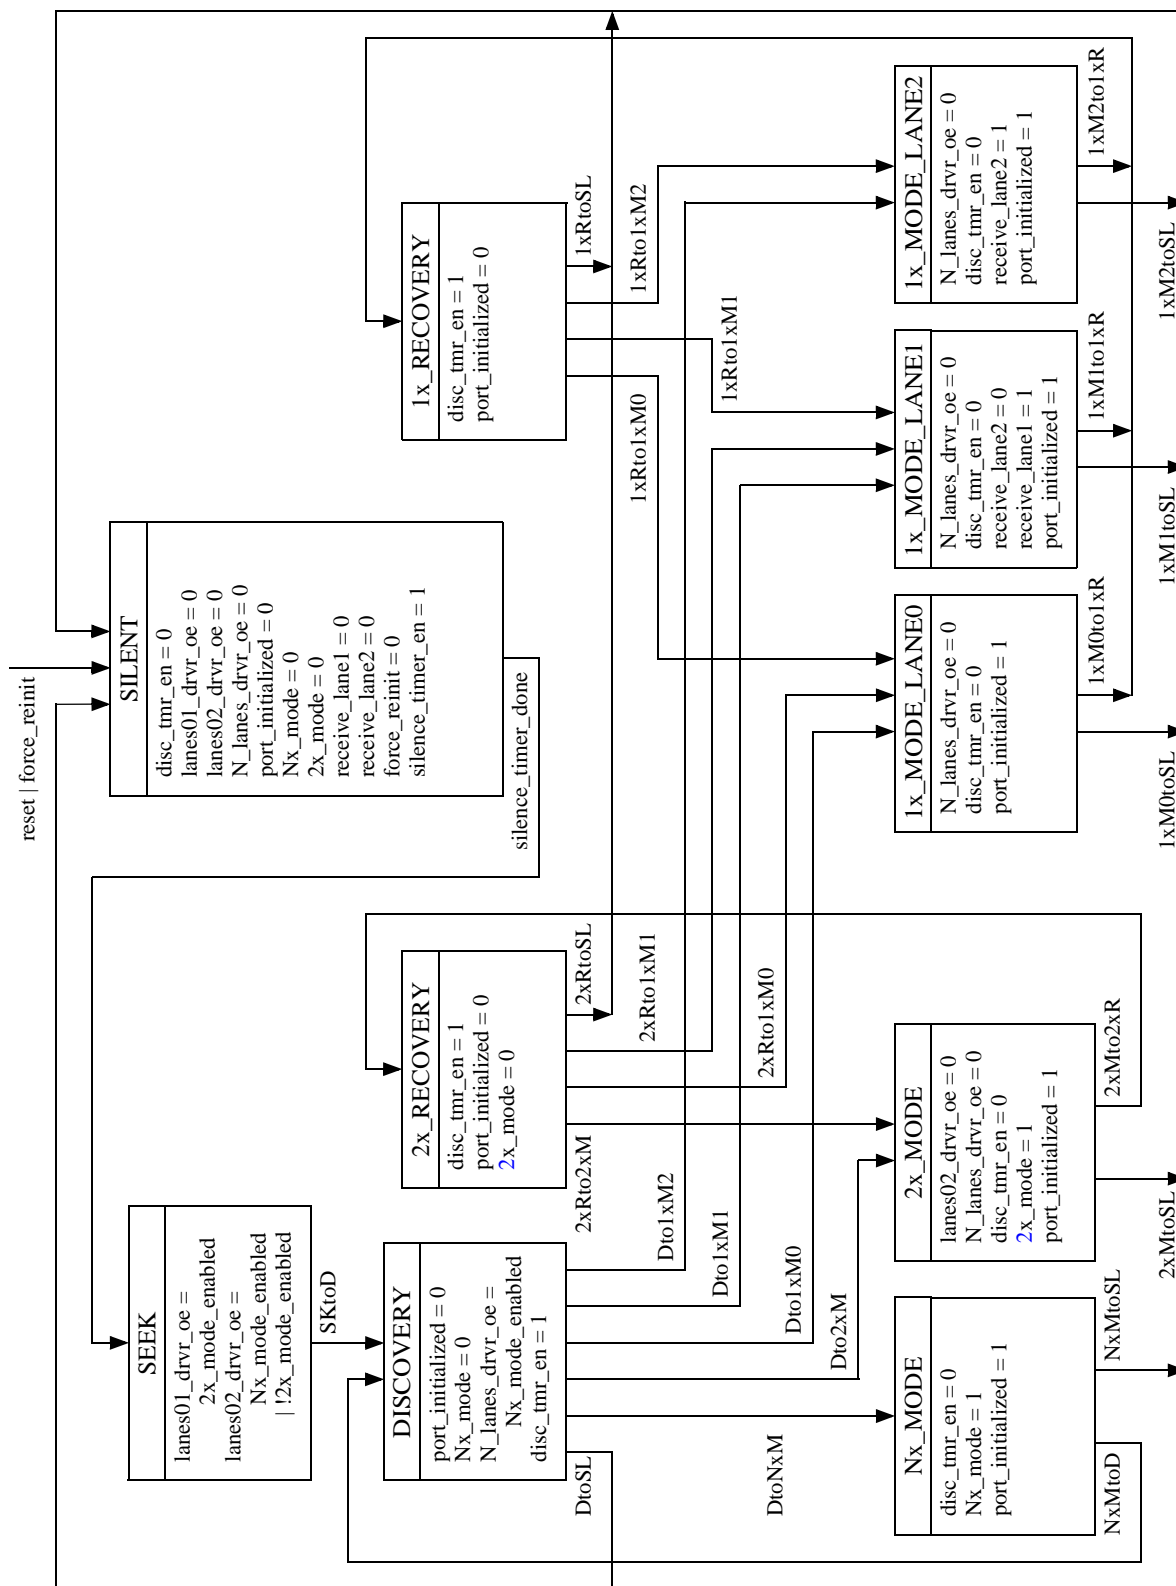 reset | force_reinit
SILENT
disc_tmr_en = 0
lanes01_drvr_oe = 0
lanes02_drvr_oe = 0
N_lanes_drvr_oe = 0
port_initialized = 0
Nx_mode = 0
2x_mode = 0
receive_lane1 = 0
receive_lane2 = 0
force_reinit = 0
silence_timer_en = 1
silence_timer_done
SEEK
lanes01_drvr_oe =
2x_mode_enabled
lanes02_drvr_oe =
Nx_mode_enabled
| !2x_mode_enabled
SKtoD
DISCOVERY
port_initialized = 0
Nx_mode = 0
N_lanes_drvr_oe =
Nx_mode_enabled
disc_tmr_en = 1
DtoSL
2x_RECOVERY
disc_tmr_en = 1
port_initialized = 0
2x_mode = 0
2xRto2xM
2xRtoSL
1x_RECOVERY
disc_tmr_en = 1
port_initialized = 0
1xRtoSL
DtoNxM
Dto2xM
Dto1xM0
Dto1xM1
Dto1xM2
2xRto1xM0
2xRto1xM1
1xRto1xM0
1xRto1xM1
1xRto1xM2
Nx_MODE
disc_tmr_en = 0
Nx_mode = 1
port_initialized = 1
NxMtoD
NxMtoSL
2x_MODE
lanes02_drvr_oe = 0
N_lanes_drvr_oe = 0
disc_tmr_en = 0
2x_mode = 1
port_initialized = 1
2xMtoSL
2xMto2xR
1x_MODE_LANE0
N_lanes_drvr_oe = 0
disc_tmr_en = 0
port_initialized = 1
1xM0toSL
1xM0to1xR
1x_MODE_LANE1
N_lanes_drvr_oe = 0
disc_tmr_en = 0
receive_lane2 = 0
receive_lane1 = 1
port_initialized = 1
1xM1toSL
1xM1to1xR
1x_MODE_LANE2
N_lanes_drvr_oe = 0
disc_tmr_en = 0
receive_lane2 = 1
port_initialized = 1
1xM2toSL
1xM2to1xR